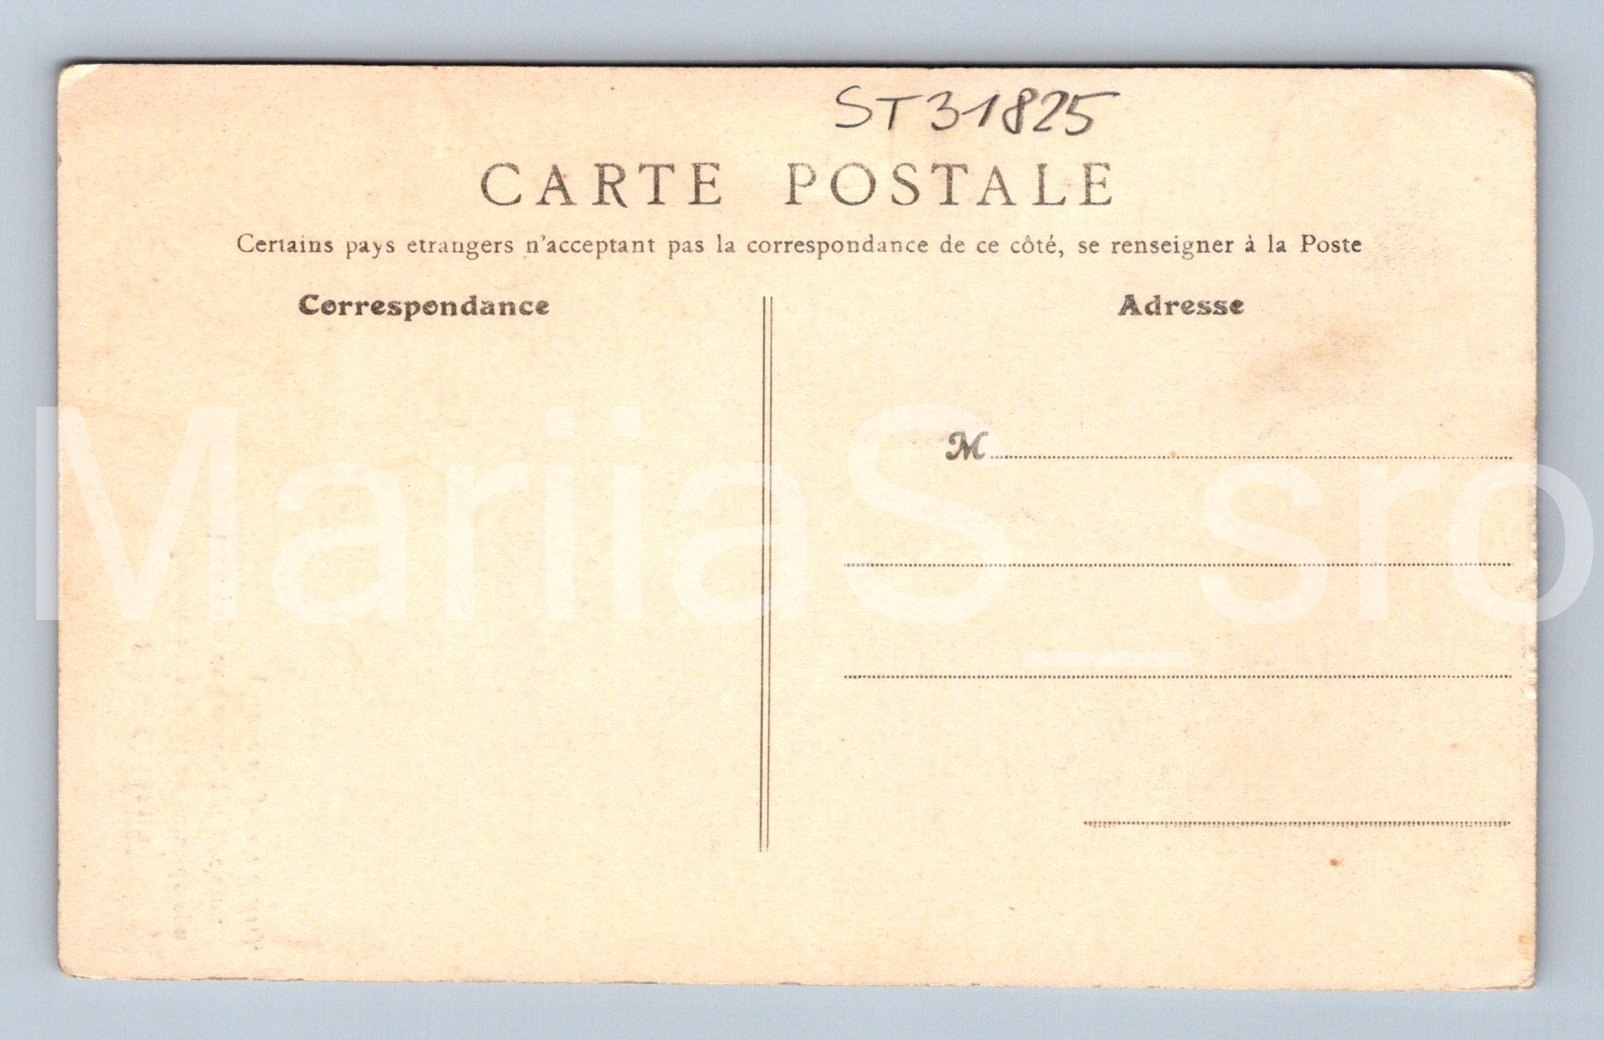 ST31825
CARTE POSTALE
Certains pays etrangers n'acceptant pas la correspondance de ce côté, se renseigner à la Poste
Correspondance
Adresse
M
MariiaS_sro